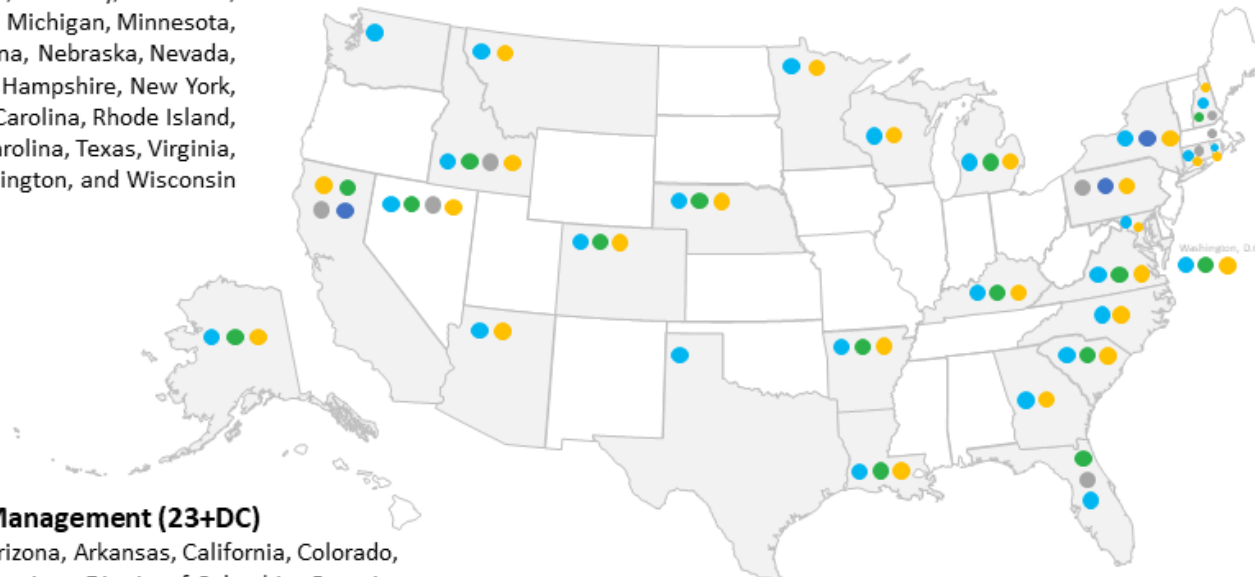 Michigan, Minnesota,
na, Nebraska, Nevada,
Hampshire, New York,
Carolina, Rhode Island,
arolina, Texas, Virginia,
ington, and Wisconsin
Washington, D.
Management (23+DC)
rizona, Arkansas, California, Colorado,